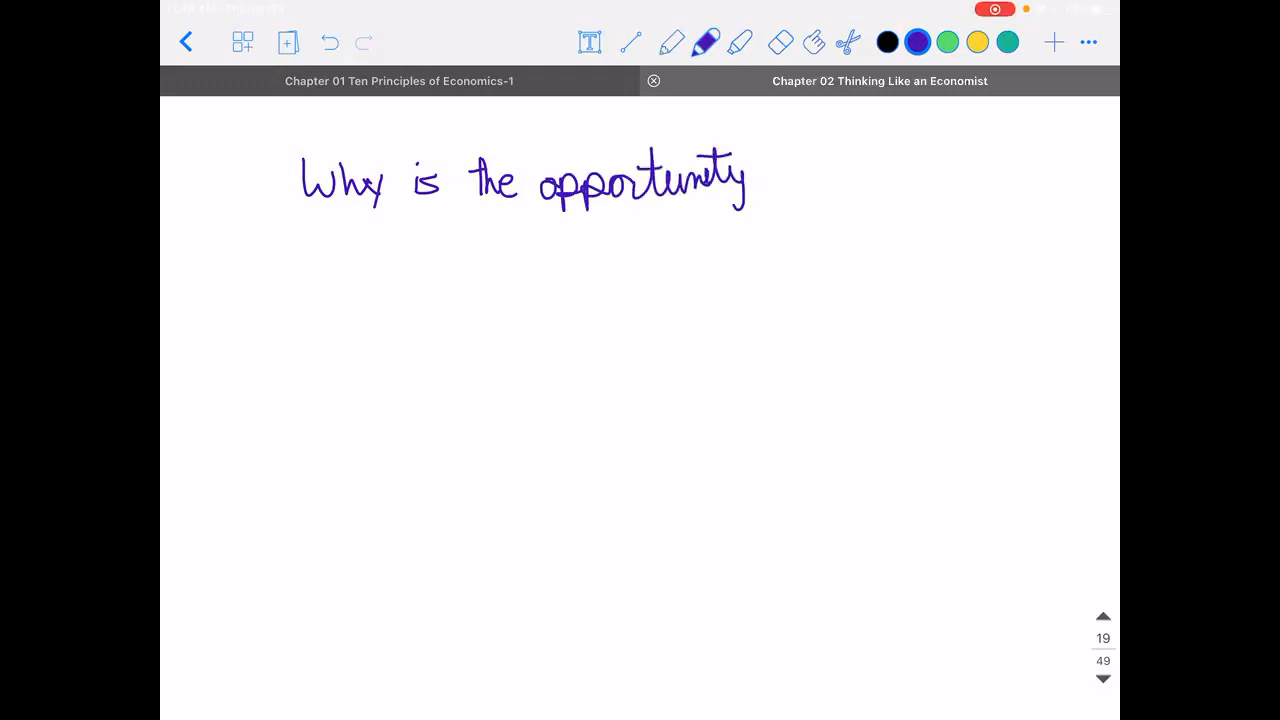 Chapter 01 Ten Principles of Economics-1
Chapter 02 Thinking Like an Economist
Why is the opportunity
19
49